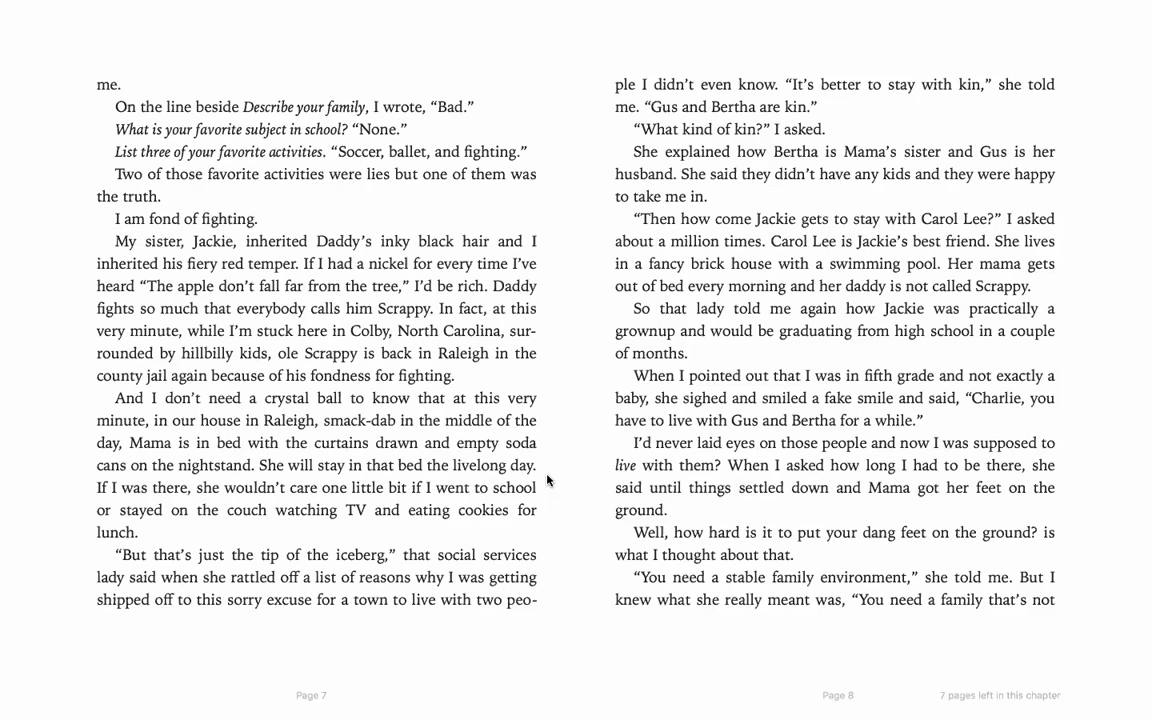 me.
On the line beside Describe your family, I wrote, “Bad.”
What is your favorite subject in school? “None.”
List three of your favorite activities. “Soccer, ballet, and fighting.”
Two of those favorite activities were lies but one of them was
the truth.
I am fond of fighting.
My sister, Jackie, inherited Daddy’s inky black hair and I
inherited his fiery red temper. If I had a nickel for every time I’ve
heard “The apple don’t fall far from the tree,” I’d be rich. Daddy
fights so much that everybody calls him Scrappy. In fact, at this
very minute, while I’m stuck here in Colby, North Carolina, sur-
rounded by hillbilly kids, ole Scrappy is back in Raleigh in the
county jail again because of his fondness for fighting.
And I don’t need a crystal ball to know that at this very
minute, in our house in Raleigh, smack-dab in the middle of the
day, Mama is in bed with the curtains drawn and empty soda
cans on the nightstand. She will stay in that bed the livelong day.
If I was there, she wouldn’t care one little bit if I went to school
or stayed on the couch watching TV and eating cookies for
lunch.
“But that’s just the tip of the iceberg,” that social services
lady said when she rattled off a list of reasons why I was getting
shipped off to this sorry excuse for a town to live with two peo-
Page 7
ple I didn’t even know. “It’s better to stay with kin,” she told
me. “Gus and Bertha are kin.”
“What kind of kin?” I asked.
She explained how Bertha is Mama’s sister and Gus is her
husband. She said they didn’t have any kids and they were happy
to take me in.
“Then how come Jackie gets to stay with Carol Lee?” I asked
about a million times. Carol Lee is Jackie’s best friend. She lives
in a fancy brick house with a swimming pool. Her mama gets
out of bed every morning and her daddy is not called Scrappy.
So that lady told me again how Jackie was practically a
grownup and would be graduating from high school in a couple
of months.
When I pointed out that I was in fifth grade and not exactly a
baby, she sighed and smiled a fake smile and said, “Charlie, you
have to live with Gus and Bertha for a while.”
I’d never laid eyes on those people and now I was supposed to
live with them? When I asked how long I had to be there, she
said until things settled down and Mama got her feet on the
ground.
Well, how hard is it to put your dang feet on the ground? is
what I thought about that.
“You need a stable family environment,” she told me. But I
knew what she really meant was, “You need a family that’s not
Page 8
7 pages left in this chapter